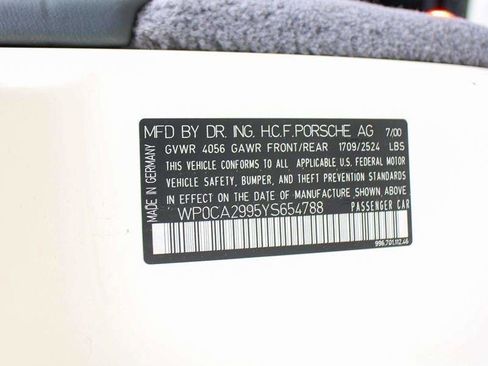 MFD BY DR. ING. H.C.F. PORSCHE AG 7/00
GVWR 4056 GAWR FRONT/REAR 1709/2524 LBS
THIS VEHICLE CONFORMS TO ALL APPLICABLE U.S. FEDERAL MOTOR
VEHICLE SAFETY, BUMPER, AND THEFT PREVENTION STANDARDS
IN EFFECT ON THE DATE OF MANUFACTURE SHOWN ABOVE
WP0CA2995YS654788 PASSENGER CAR
996.701.112.46
MADE IN GERMANY